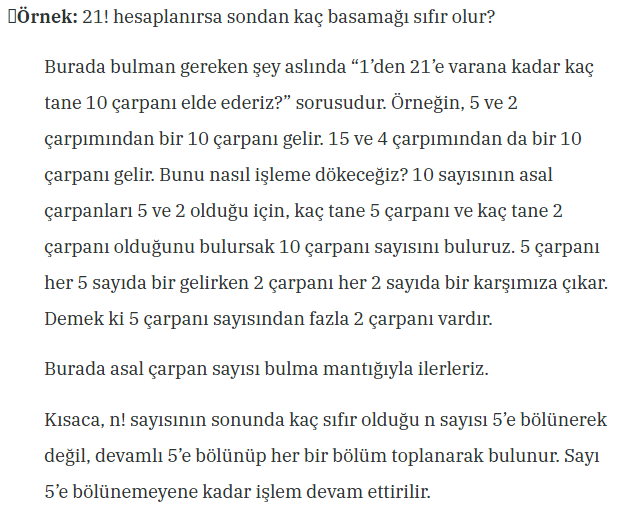 Örnek: 21! hesaplanırsa sondan kaç basamağı sıfır olur?
Burada bulman gereken şey aslında “1’den 21’e varana kadar kaç
tane 10 çarpanı elde ederiz?” sorusudur. Örneğin, 5 ve 2
çarpımından bir 10 çarpanı gelir. 15 ve 4 çarpımından da bir 10
çarpanı gelir. Bunu nasıl işleme dökeceğiz? 10 sayısının asal
çarpanları 5 ve 2 olduğu için, kaç tane 5 çarpanı ve kaç tane 2
çarpanı olduğunu bulursak 10 çarpanı sayısını buluruz. 5 çarpanı
her 5 sayıda bir gelirken 2 çarpanı her 2 sayıda bir karşımıza çıkar.
Demek ki 5 çarpanı sayısından fazla 2 çarpanı vardır.
Burada asal çarpan sayısı bulma mantığıyla ilerleriz.
Kısaca, n! sayısının sonunda kaç sıfır olduğu n sayısı 5’e bölünerek
değil, devamlı 5’e bölünüp her bir bölüm toplanarak bulunur. Sayı
5’e bölünemeyene kadar işlem devam ettirilir.